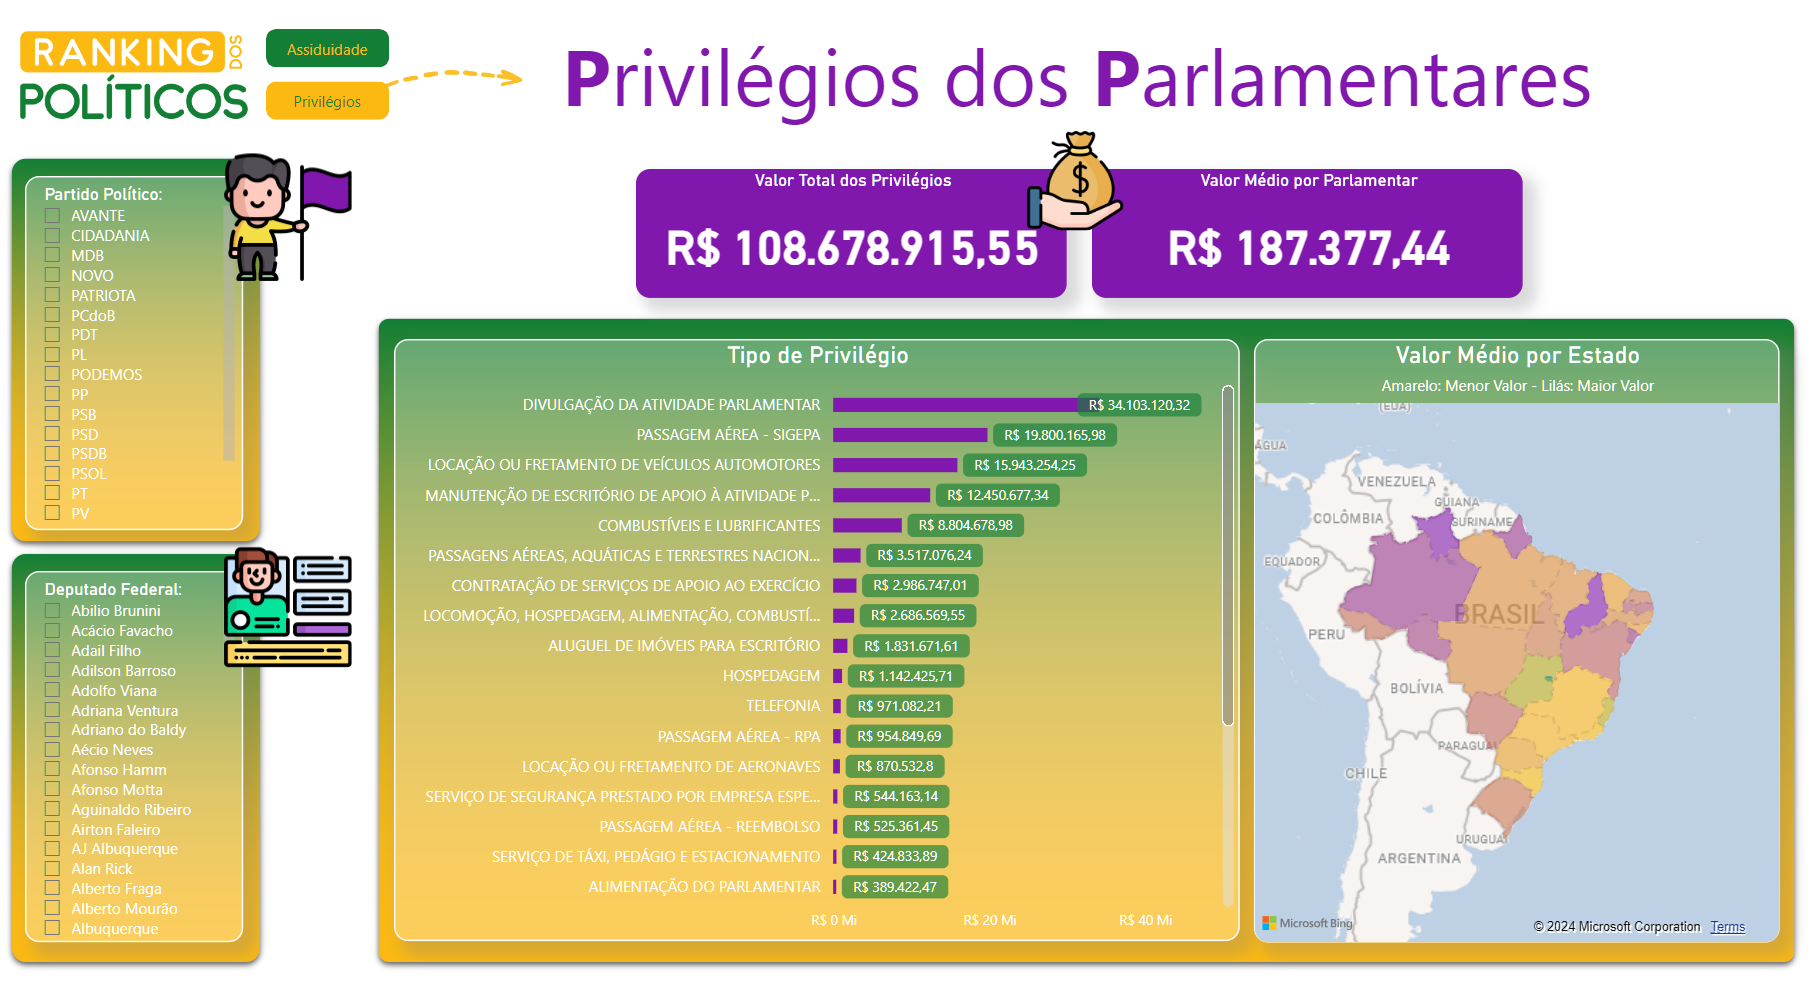 RANKING DOS
POLÍTICOS
Assiduidade
Privilégios
Privilégios dos Parlamentares
Valor Total dos Privilégios
R$ 108.678.915,55
Valor Médio por Parlamentar
R$ 187.377,44
Partido Político:
AVANTE
CIDADANIA
MDB
NOVO
PATRIOTA
PCdoB
PDT
PL
PODEMOS
PP
PSB
PSD
PSDB
PSOL
PT
PV
Deputado Federal:
Abilio Brunini
Acácio Favacho
Adail Filho
Adilson Barroso
Adolfo Viana
Adriana Ventura
Adriano do Baldy
Aécio Neves
Afonso Hamm
Afonso Motta
Aguinaldo Ribeiro
Airton Faleiro
AJ Albuquerque
Alan Rick
Alberto Fraga
Alberto Mourão
Albuquerque
Tipo de Privilégio
DIVULGAÇÃO DA ATIVIDADE PARLAMENTAR R$ 34.103.120,32
PASSAGEM AÉREA - SIGEPA R$ 19.800.165,98
LOCAÇÃO OU FRETAMENTO DE VEÍCULOS AUTOMOTORES R$ 15.943.254,25
MANUTENÇÃO DE ESCRITÓRIO DE APOIO À ATIVIDADE P... R$ 12.450.677,34
COMBUSTÍVEIS E LUBRIFICANTES R$ 8.804.678,98
PASSAGENS AÉREAS, AQUÁTICAS E TERRESTRES NACION... R$ 3.517.076,24
CONTRATAÇÃO DE SERVIÇOS DE APOIO AO EXERCÍCIO R$ 2.986.747,01
LOCOMOÇÃO, HOSPEDAGEM, ALIMENTAÇÃO, COMBUSTÍ... R$ 2.686.569,55
ALUGUEL DE IMÓVEIS PARA ESCRITÓRIO R$ 1.831.671,61
HOSPEDAGEM R$ 1.142.425,71
TELEFONIA R$ 971.082,21
PASSAGEM AÉREA - RPA R$ 954.849,69
LOCAÇÃO OU FRETAMENTO DE AERONAVES R$ 870.532,8
SERVIÇO DE SEGURANÇA PRESTADO POR EMPRESA ESPE... R$ 544.163,14
PASSAGEM AÉREA - REEMBOLSO R$ 525.361,45
SERVIÇO DE TÁXI, PEDÁGIO E ESTACIONAMENTO R$ 424.833,89
ALIMENTAÇÃO DO PARLAMENTAR R$ 389.422,47
R$ 0 Mi R$ 20 Mi R$ 40 Mi
Valor Médio por Estado
Amarelo: Menor Valor - Lilás: Maior Valor
(EUA)
ÁGUA
VENEZUELA
GUIANA
COLÔMBIA
SURINAME
EQUADOR
BRASIL
PERU
BOLÍVIA
PARAGUAI
CHILE
URUGUAI
ARGENTINA
Microsoft Bing
© 2024 Microsoft Corporation Terms